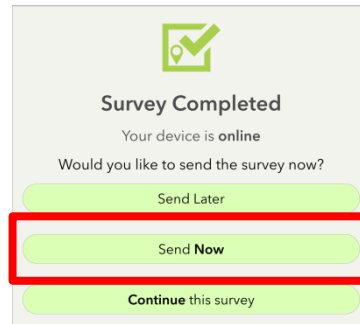 Survey Completed
Your device is online
Would you like to send the survey now?
Send Later
Send Now
Continue this survey